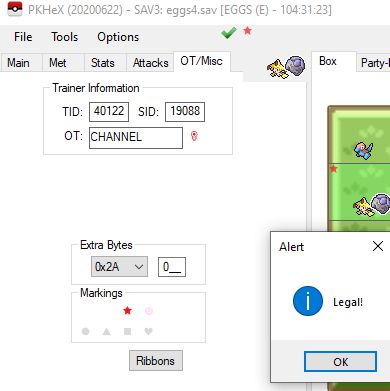 PKHeX (20200622) - SAV3: eggs4.sav [EGGS (E) - 104:31:23]
File Tools Options
Main Met Stats Attacks OT/Misc
Box Party-
Trainer Information
TID: 40122 SID: 19088
OT: CHANNEL
Extra Bytes
0x2A 0__
Markings
Ribbons
Alert
Legal!
OK